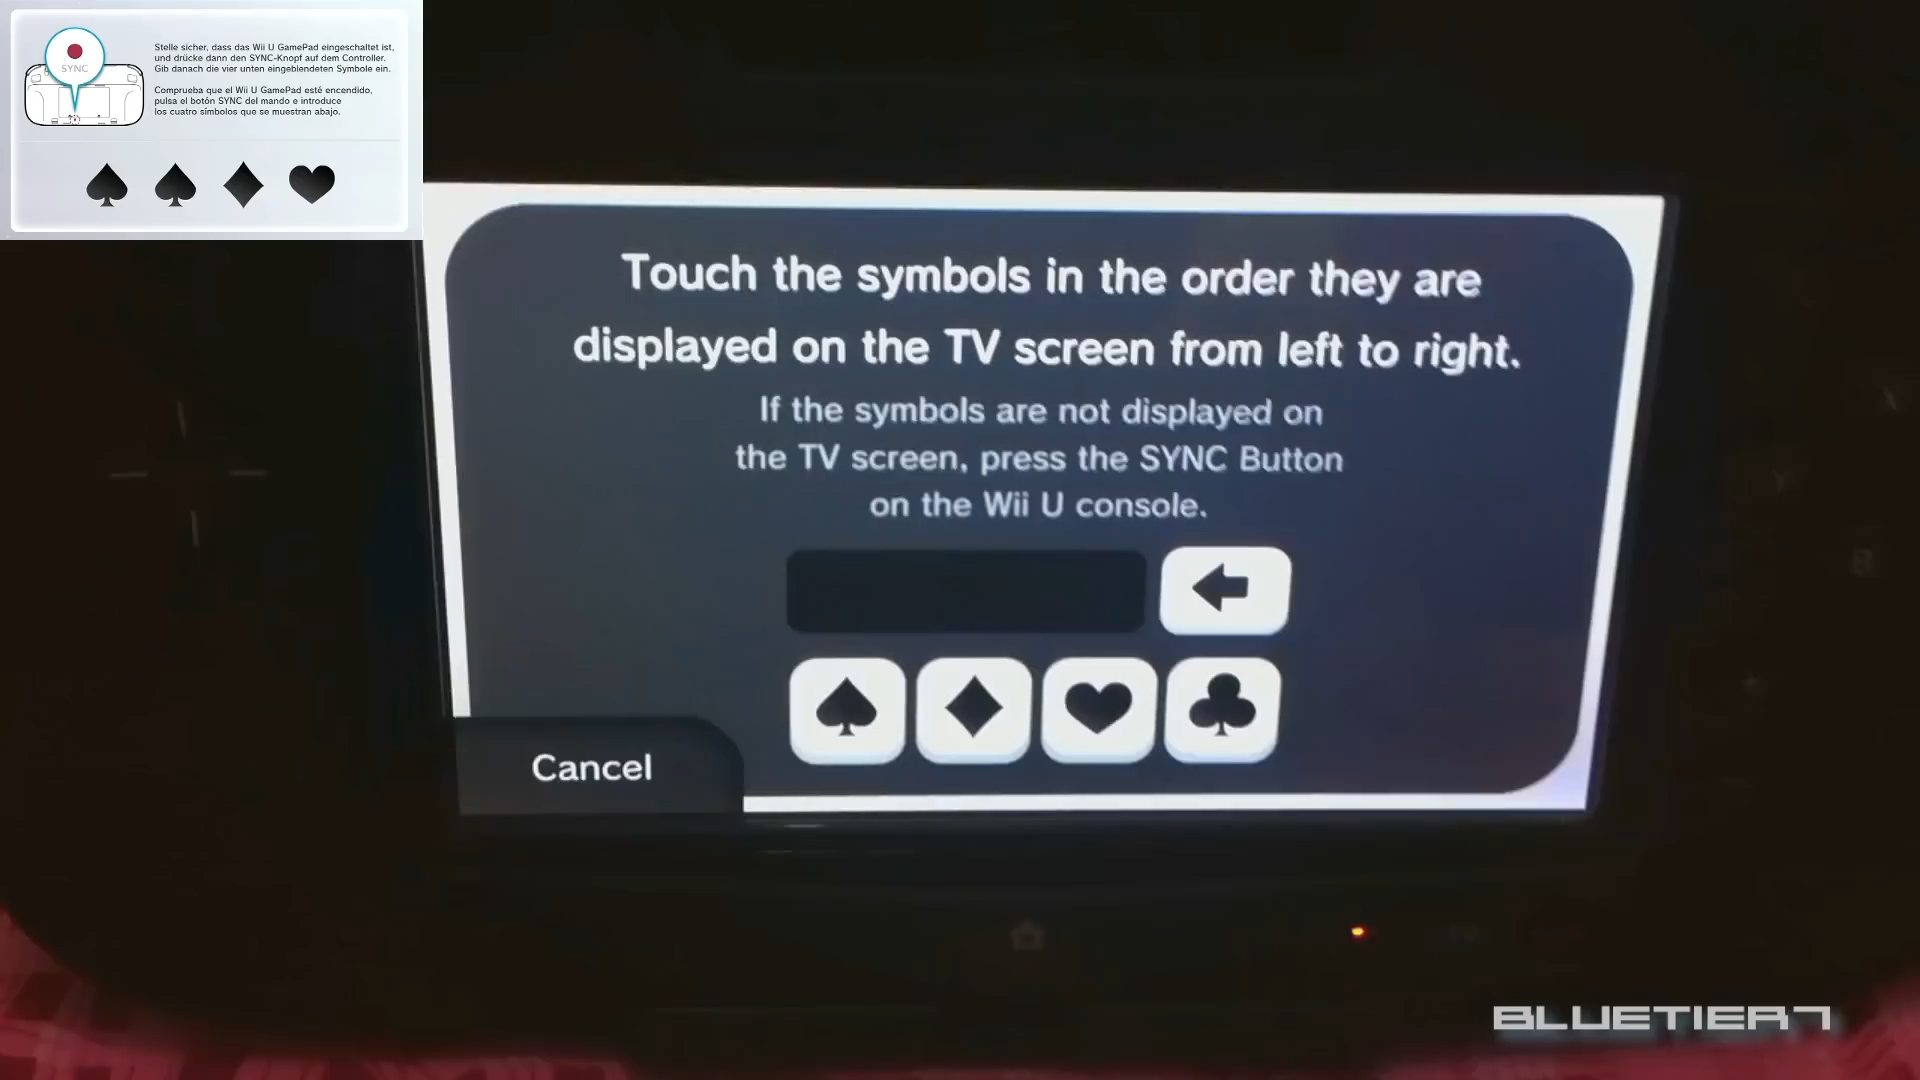 SYNC
Stelle sicher, dass das Wii U GamePad eingeschaltet ist,
und drücke dann den SYNC-Knopf auf dem Controller.
Gib danach die vier unten eingeblendeten Symbole ein.
Comprueba que el Wii U GamePad esté encendido,
pulsa el botón SYNC del mando e introduce
los cuatro símbolos que se muestran abajo.
Touch the symbols in the order they are
displayed on the TV screen from left to right.
If the symbols are not displayed on
the TV screen, press the SYNC Button
on the Wii U console.
Cancel
X
Y
B
BLUETIER7